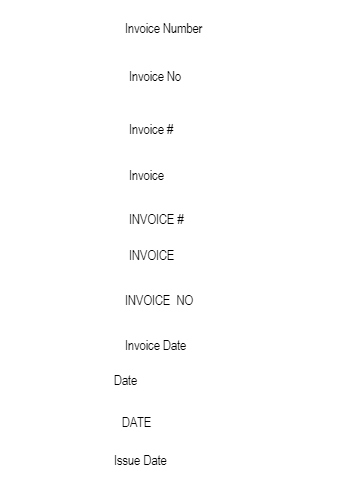 Invoice Number
Invoice No
Invoice #
Invoice
INVOICE #
INVOICE
INVOICE NO
Invoice Date
Date
DATE
Issue Date